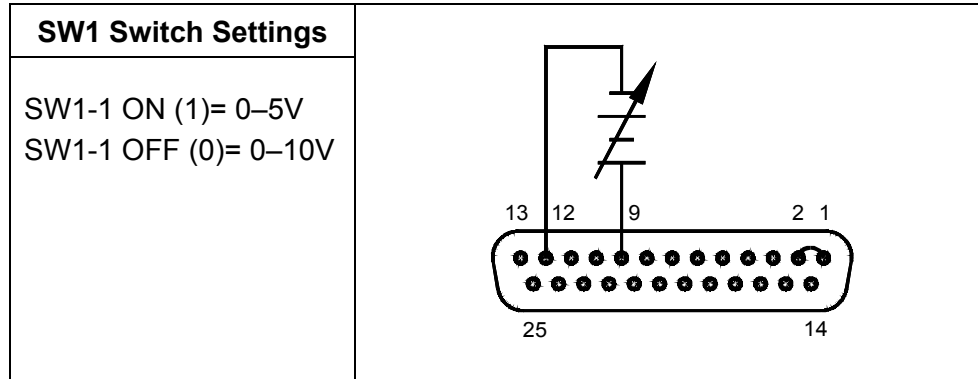 SW1 Switch Settings
SW1-1 ON (1)= 0–5V
SW1-1 OFF (0)= 0–10V
13 12 9 2 1
25 14